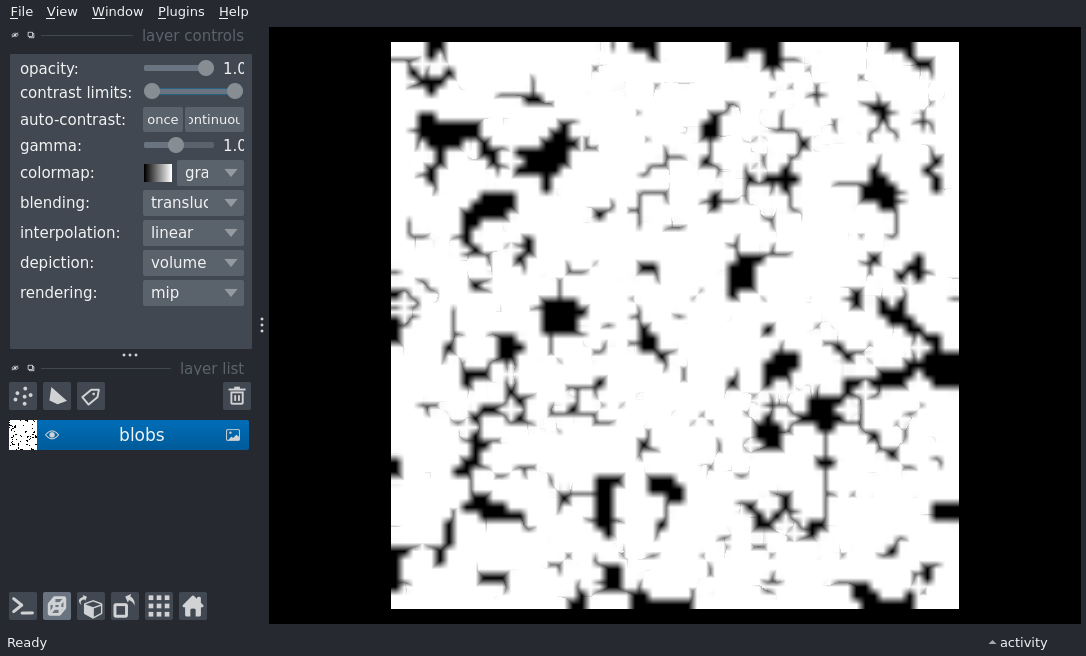 File View Window Plugins Help
layer controls
opacity: 1.0
contrast limits:
auto-contrast: once ontinuou
gamma: 1.0
colormap: gra
blending: transluc
interpolation: linear
depiction: volume
rendering: mip
layer list
blobs
Ready
activity